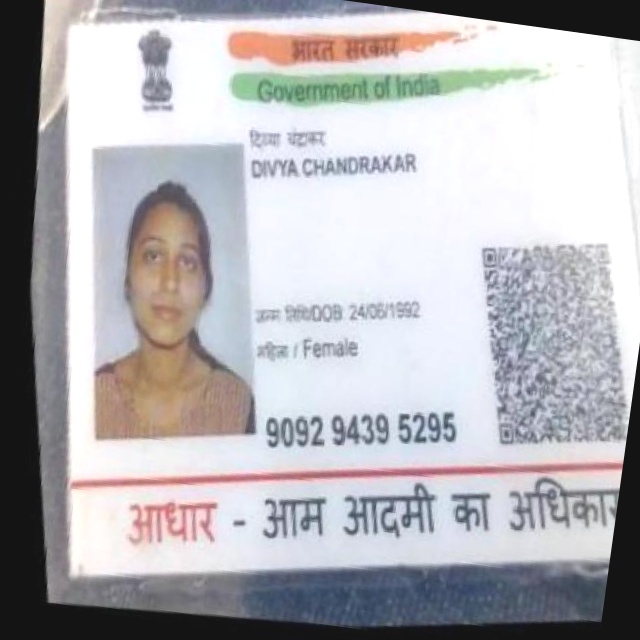 भारत सरकार
Government of India
दिव्या चंद्राकर
DIVYA CHANDRAKAR
जन्म तिथि/DOB: 24/06/1992
महिला / Female
9092 9439 5295
आधार - आम आदमी का अधिकार